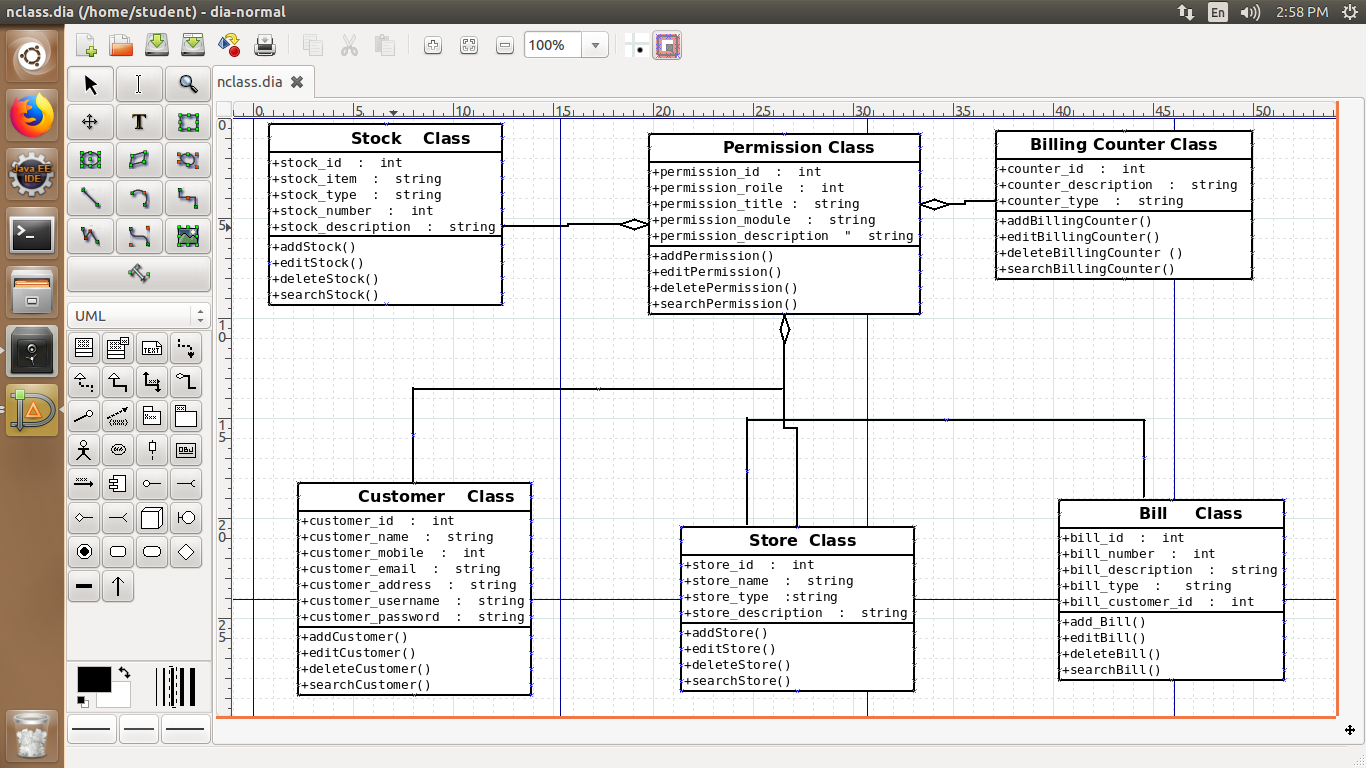 nclass.dia (/home/student) - dia-normal
En
2:58 PM
100%
nclass.dia
0 5 10 15 20 25 30 35 40 45 50
0
5
10
15
20
25
UML
Stock Class
+stock_id : int
+stock_item : string
+stock_type : string
+stock_number : int
+stock_description : string
+addStock()
+editStock()
+deleteStock()
+searchStock()
Permission Class
+permission_id : int
+permission_roile : int
+permission_title : string
+permission_module : string
+permission_description " string
+addPermission()
+editPermission()
+deletePermission()
+searchPermission()
Billing Counter Class
+counter_id : int
+counter_description : string
+counter_type : string
+addBillingCounter()
+editBillingCounter()
+deleteBillingCounter ()
+searchBillingCounter()
Customer Class
+customer_id : int
+customer_name : string
+customer_mobile : int
+customer_email : string
+customer_address : string
+customer_username : string
+customer_password : string
+addCustomer()
+editCustomer()
+deleteCustomer()
+searchCustomer()
Store Class
+store_id : int
+store_name : string
+store_type :string
+store_description : string
+addStore()
+editStore()
+deleteStore()
+searchStore()
Bill Class
+bill_id : int
+bill_number : int
+bill_description : string
+bill_type : string
+bill_customer_id : int
+add_Bill()
+editBill()
+deleteBill()
+searchBill()
Java EE
IDE
T
TEXT
OBJ